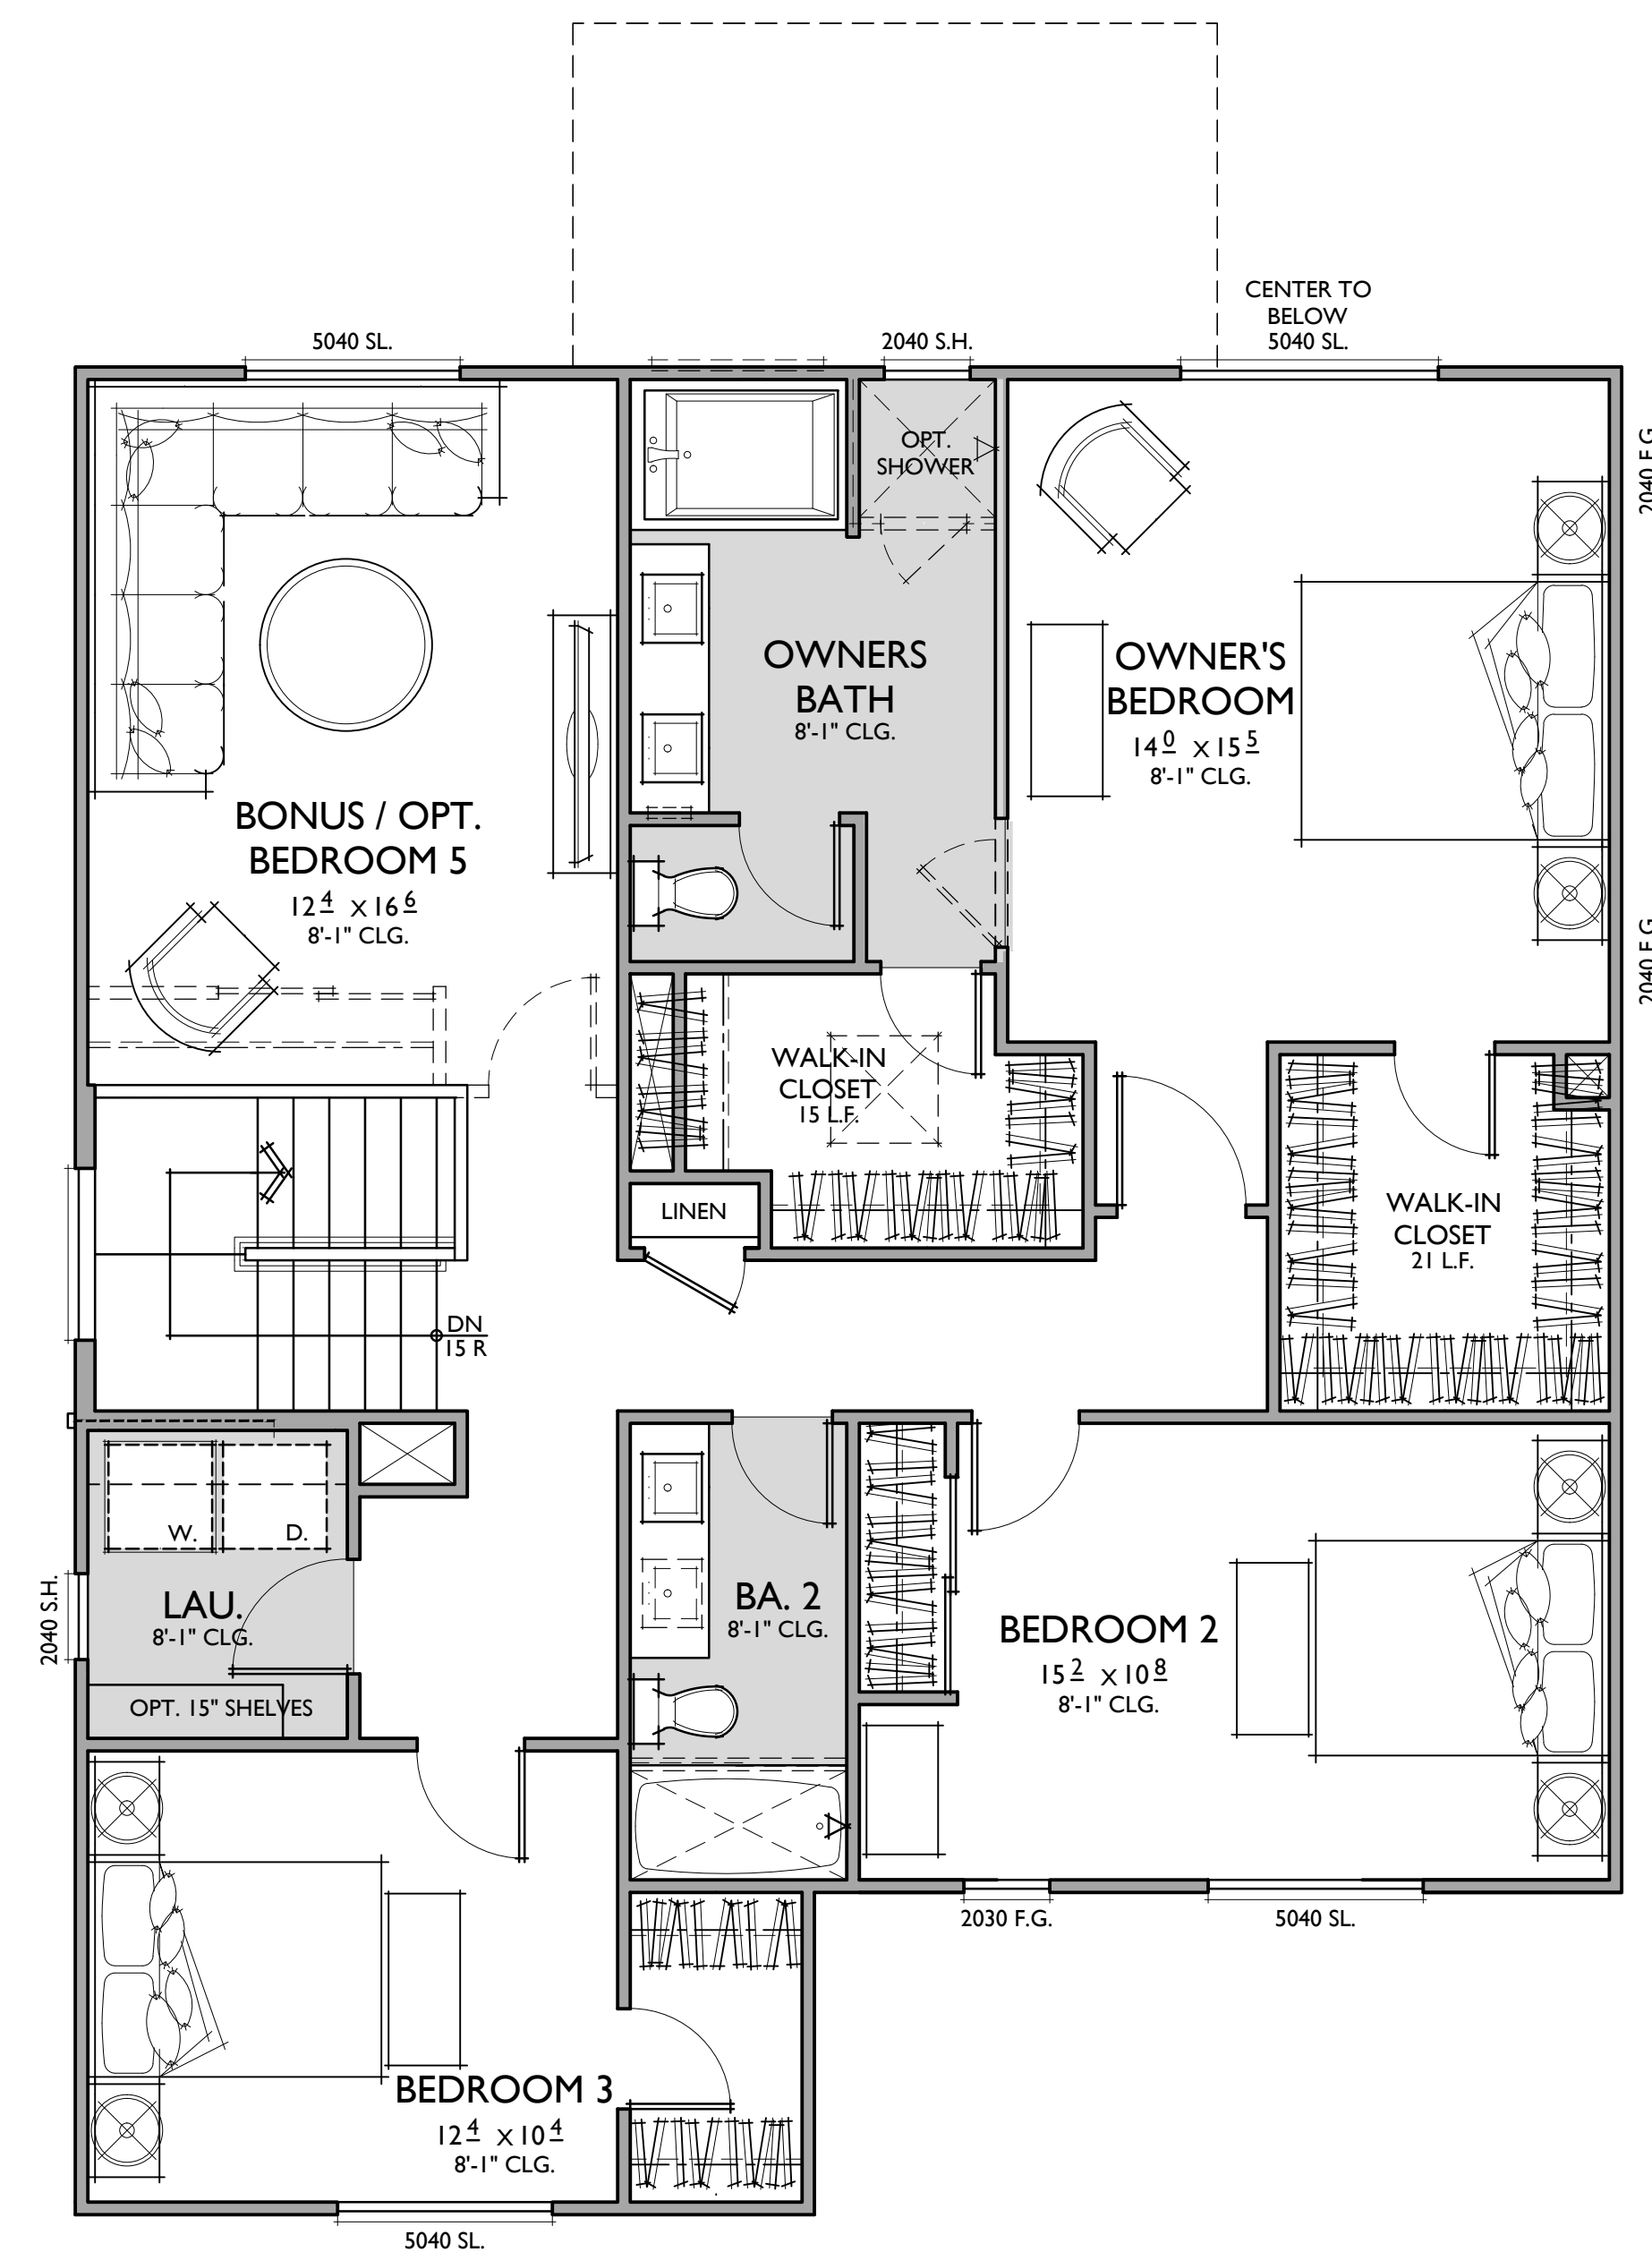 CENTER TO
BELOW
5040 SL.
2040 S.H.
5040 SL.
2040 F.G.
OPT.
SHOWER
OWNERS
BATH
8'-1" CLG.
OWNER'S
BEDROOM
14 0 X 15 5
8'-1" CLG.
BONUS / OPT.
BEDROOM 5
12 4 X 16 6
8'-1" CLG.
2040 F.G.
WALK-IN
CLOSET
15 L.F.
LINEN
WALK-IN
CLOSET
21 L.F.
DN
15 R
W.
D.
2040 S.H.
LAU.
8'-1" CLG.
OPT. 15" SHELVES
BA. 2
8'-1" CLG.
BEDROOM 2
15 2 X 10 8
8'-1" CLG.
2030 F.G.
5040 SL.
BEDROOM 3
12 4 X 10 4
8'-1" CLG.
5040 SL.